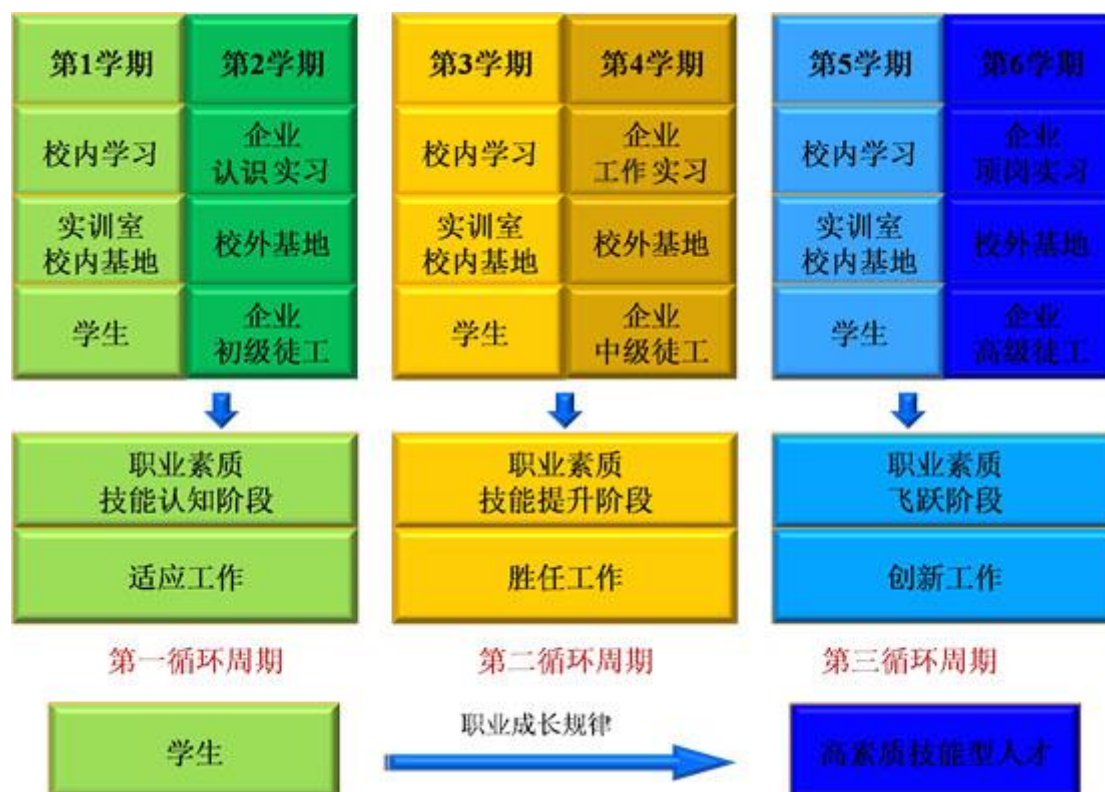 第1学期
第2学期
第3学期
第4学期
第5学期
第6学期
校内学习
企业
认识实习
校内学习
企业
工作实习
校内学习
企业
顶岗实习
实训室
校内基地
校外基地
实训室
校内基地
校外基地
实训室
校内基地
校外基地
学生
企业
初级徒工
学生
企业
中级徒工
学生
企业
高级徒工
职业素质
技能认知阶段
职业素质
技能提升阶段
职业素质
飞跃阶段
适应工作
胜任工作
创新工作
第一循环周期
第二循环周期
第三循环周期
学生
职业成长规律
高素质技能型人才